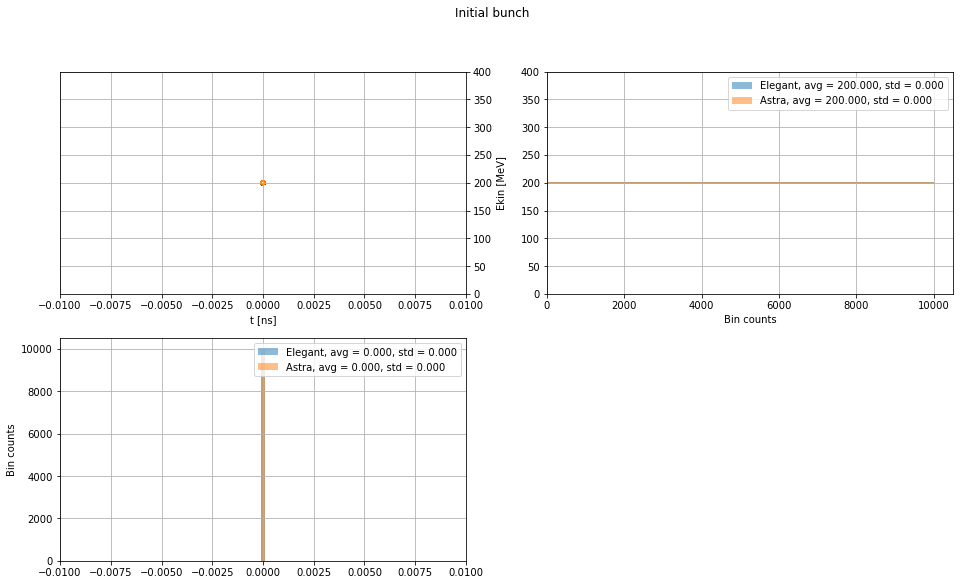 Initial bunch
400
350
300
250
200
150
100
50
0
Ekin [MeV]
−0.0100 −0.0075 −0.0050 −0.0025 0.0000 0.0025 0.0050 0.0075 0.0100
t [ns]
400
350
300
250
200
150
100
50
0
Elegant, avg = 200.000, std = 0.000
Astra, avg = 200.000, std = 0.000
0 2000 4000 6000 8000 10000
Bin counts
10000
8000
6000
4000
2000
0
Bin counts
Elegant, avg = 0.000, std = 0.000
Astra, avg = 0.000, std = 0.000
−0.0100 −0.0075 −0.0050 −0.0025 0.0000 0.0025 0.0050 0.0075 0.0100